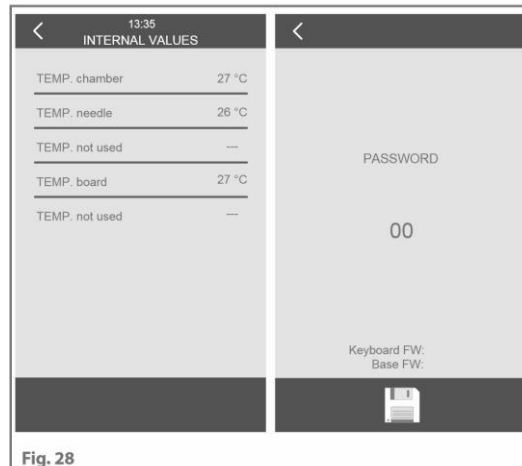 13:35
INTERNAL VALUES
TEMP. chamber 27 °C
TEMP. needle 26 °C
TEMP. not used ---
TEMP. board 27 °C
TEMP. not used ---
PASSWORD
00
Keyboard FW:
Base FW:
Fig. 28